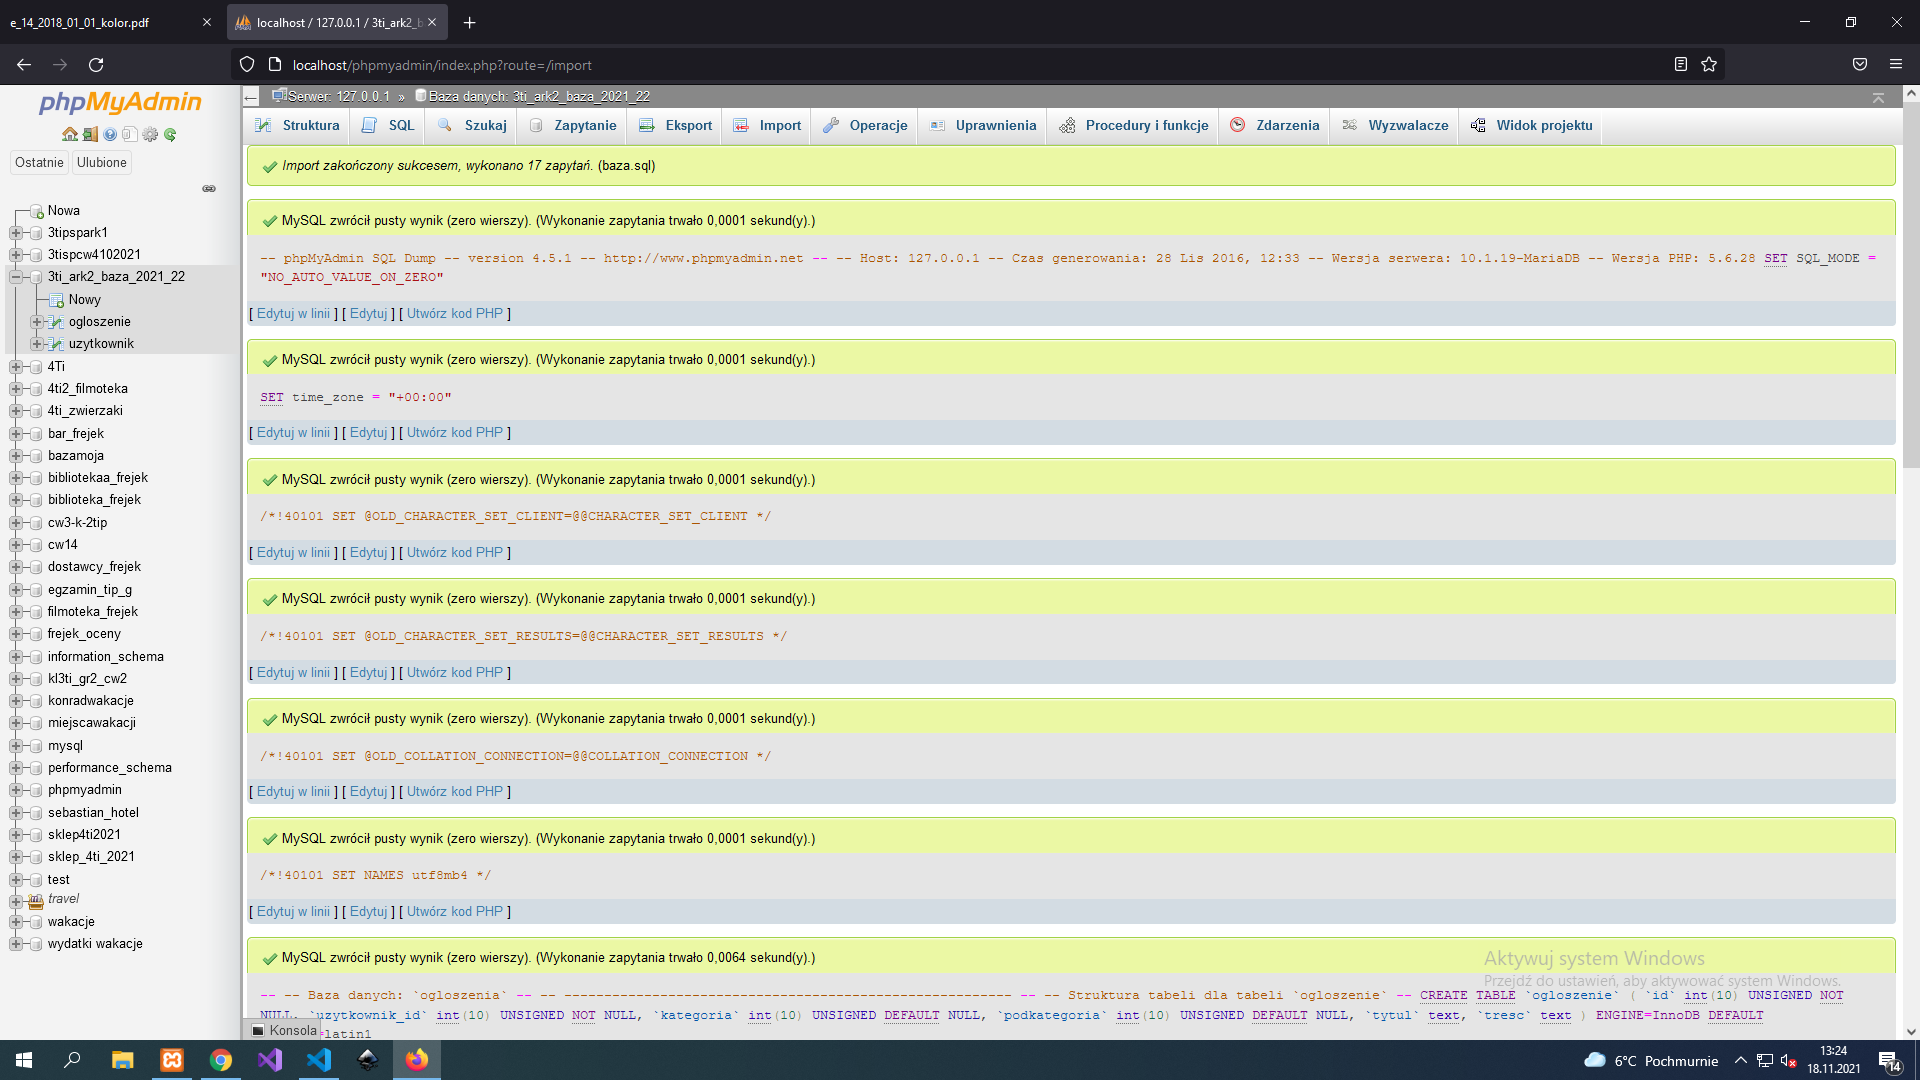 e_14_2018_01_01_kolor.pdf
localhost / 127.0.0.1 / 3ti_ark2_b
localhost/phpmyadmin/index.php?route=/import
phpMyAdmin
Ostatnie
Ulubione
Nowa
3tipspark1
3tispcw4102021
3ti_ark2_baza_2021_22
Nowy
ogloszenie
uzytkownik
4Ti
4ti2_filmoteka
4ti_zwierzaki
bar_frejek
bazamoja
bibliotekaa_frejek
biblioteka_frejek
cw3-k-2tip
cw14
dostawcy_frejek
egzamin_tip_g
filmoteka_frejek
frejek_oceny
information_schema
kl3ti_gr2_cw2
konradwakacje
miejscawakacji
mysql
performance_schema
phpmyadmin
sebastian_hotel
sklep4ti2021
sklep_4ti_2021
test
travel
wakacje
wydatki wakacje
Serwer: 127.0.0.1 » Baza danych: 3ti_ark2_baza_2021_22
Struktura SQL Szukaj Zapytanie Eksport Import Operacje Uprawnienia Procedury i funkcje Zdarzenia Wyzwalacze Widok projektu
Import zakończony sukcesem, wykonano 17 zapytań. (baza.sql)
MySQL zwrócił pusty wynik (zero wierszy). (Wykonanie zapytania trwało 0,0001 sekund(y).)
-- phpMyAdmin SQL Dump -- version 4.5.1 -- http://www.phpmyadmin.net -- -- Host: 127.0.0.1 -- Czas generowania: 28 Lis 2016, 12:33 -- Wersja serwera: 10.1.19-MariaDB -- Wersja PHP: 5.6.28 SET SQL_MODE =
"NO_AUTO_VALUE_ON_ZERO"
[ Edytuj w linii ] [ Edytuj ] [ Utwórz kod PHP ]
MySQL zwrócił pusty wynik (zero wierszy). (Wykonanie zapytania trwało 0,0001 sekund(y).)
SET time_zone = "+00:00"
[ Edytuj w linii ] [ Edytuj ] [ Utwórz kod PHP ]
MySQL zwrócił pusty wynik (zero wierszy). (Wykonanie zapytania trwało 0,0001 sekund(y).)
/*!40101 SET @OLD_CHARACTER_SET_CLIENT=@@CHARACTER_SET_CLIENT */
[ Edytuj w linii ] [ Edytuj ] [ Utwórz kod PHP ]
MySQL zwrócił pusty wynik (zero wierszy). (Wykonanie zapytania trwało 0,0001 sekund(y).)
/*!40101 SET @OLD_CHARACTER_SET_RESULTS=@@CHARACTER_SET_RESULTS */
[ Edytuj w linii ] [ Edytuj ] [ Utwórz kod PHP ]
MySQL zwrócił pusty wynik (zero wierszy). (Wykonanie zapytania trwało 0,0001 sekund(y).)
/*!40101 SET @OLD_COLLATION_CONNECTION=@@COLLATION_CONNECTION */
[ Edytuj w linii ] [ Edytuj ] [ Utwórz kod PHP ]
MySQL zwrócił pusty wynik (zero wierszy). (Wykonanie zapytania trwało 0,0001 sekund(y).)
/*!40101 SET NAMES utf8mb4 */
[ Edytuj w linii ] [ Edytuj ] [ Utwórz kod PHP ]
MySQL zwrócił pusty wynik (zero wierszy). (Wykonanie zapytania trwało 0,0064 sekund(y).)
-- -- Baza danych: `ogloszenia` -- -- -------------------------------------------------------- -- -- Struktura tabeli dla tabeli `ogloszenie` -- CREATE TABLE `ogloszenie` ( `id` int(10) UNSIGNED NOT
NULL, `uzytkownik_id` int(10) UNSIGNED NOT NULL, `kategoria` int(10) UNSIGNED DEFAULT NULL, `podkategoria` int(10) UNSIGNED DEFAULT NULL, `tytul` text, `tresc` text ) ENGINE=InnoDB DEFAULT
=latin1
Konsola
Aktywuj system Windows
Przejdź do ustawień, aby aktywować system Windows.
6°C Pochmurnie
13:24
18.11.2021
14